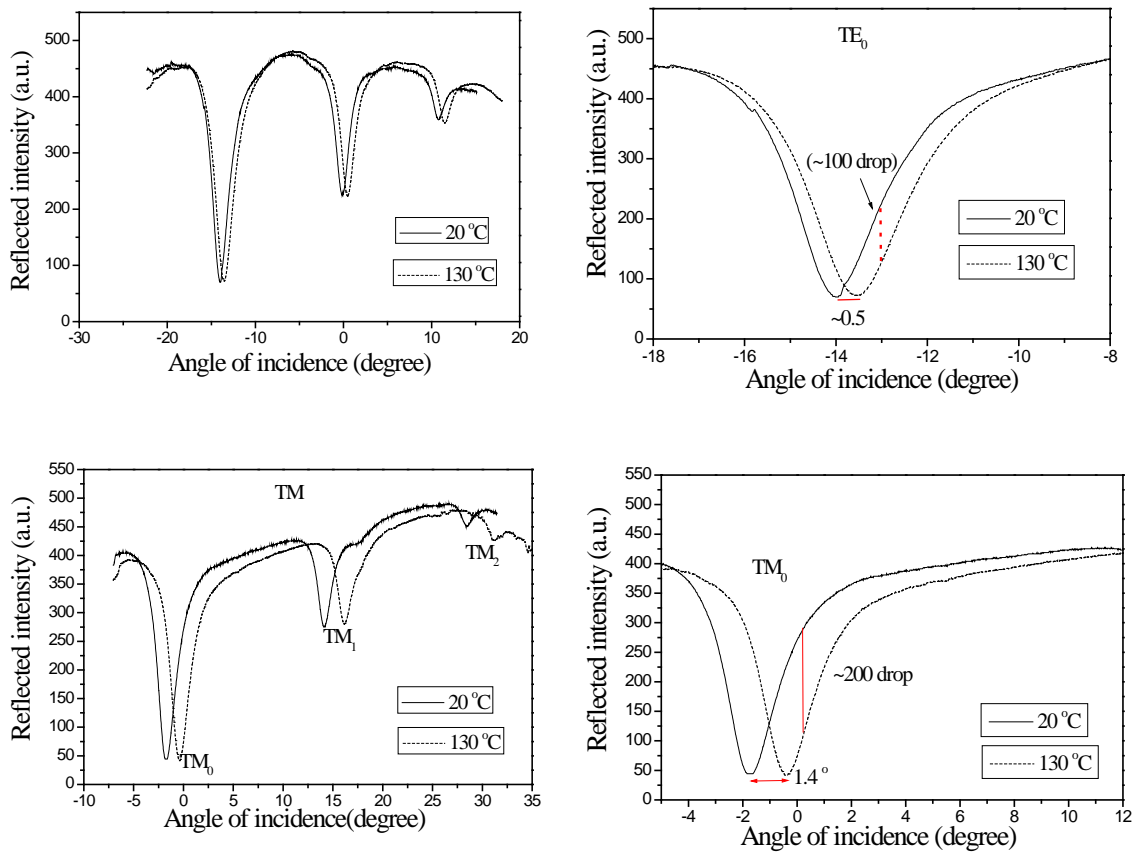 500
400
300
200
100
0
Reflected intensity (a.u.)
20 °C
130 °C
-30 -20 -10 0 10 20
Angle of incidence (degree)
TE0
500
400
300
200
100
0
Reflected intensity (a.u.)
(~100 drop)
20 °C
130 °C
~0.5
-18 -16 -14 -12 -10 -8
Angle of incidence (degree)
550
500
450
400
350
300
250
200
150
100
50
0
Reflected intensity (a.u.)
TM
TM2
TM1
20 °C
130 °C
TM0
-10 -5 0 5 10 15 20 25 30 35
Angle of incidence(degree)
550
500
450
400
350
300
250
200
150
100
50
0
Reflected intensity (a.u.)
TM0
~200 drop
20 °C
130 °C
1.4 °
-4 -2 0 2 4 6 8 10 12
Angle of incidence (degree)